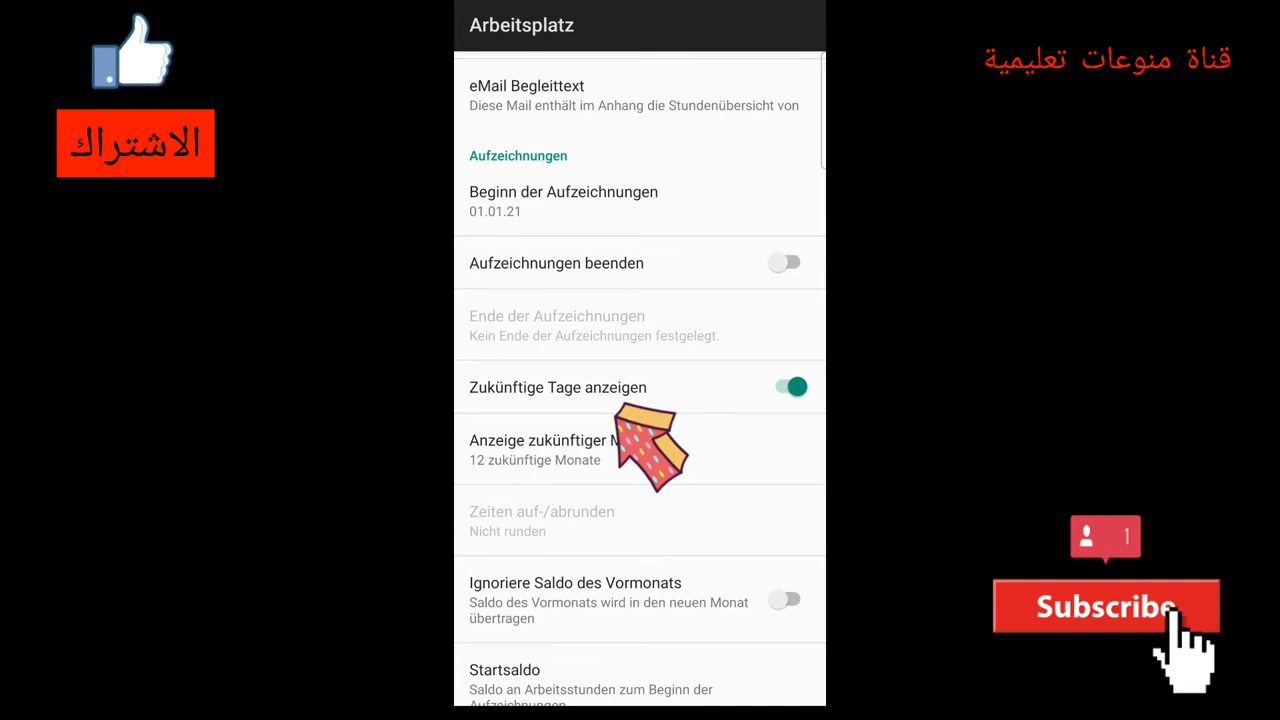 Arbeitsplatz
قناة منوعات تعليمية
الاشتراك
eMail Begleittext
Diese Mail enthält im Anhang die Stundenübersicht von
Aufzeichnungen
Beginn der Aufzeichnungen
01.01.21
Aufzeichnungen beenden
Ende der Aufzeichnungen
Kein Ende der Aufzeichnungen festgelegt.
Zukünftige Tage anzeigen
Anzeige zukünftiger
12 zukünftige Monate
Zeiten auf-/abrunden
Nicht runden
Ignoriere Saldo des Vormonats
Saldo des Vormonats wird in den neuen Monat
übertragen
Startsaldo
Saldo an Arbeitsstunden zum Beginn der
Aufzeichnungen
1
Subscribe